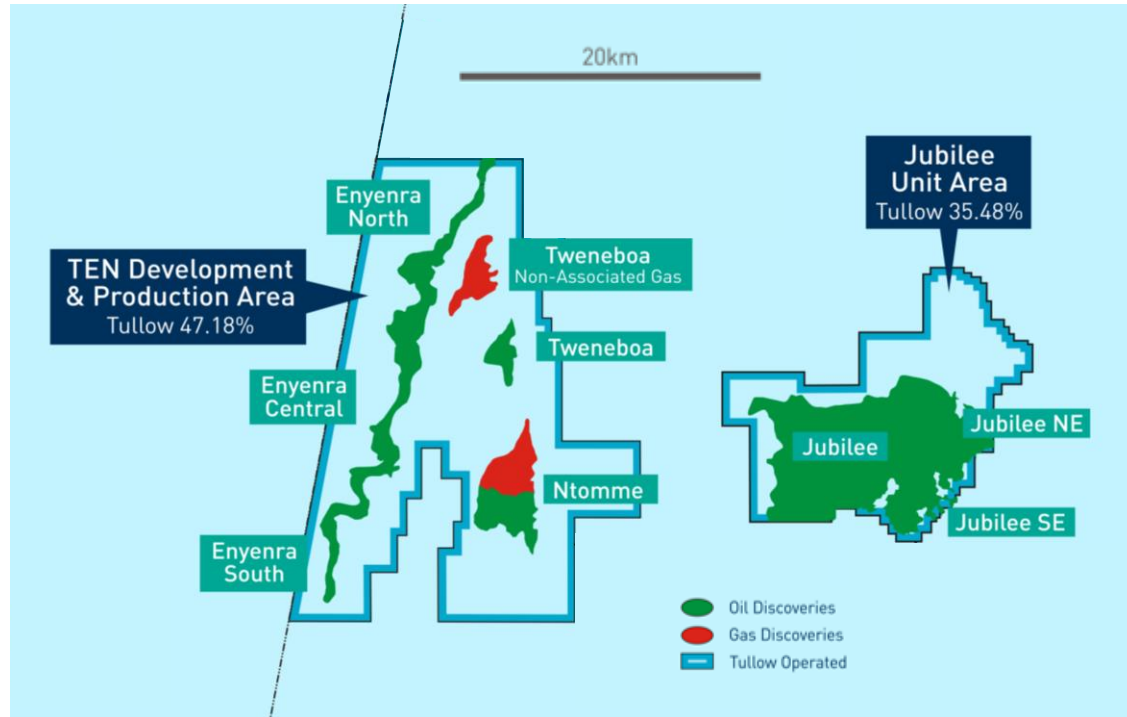 20km
Jubilee
Unit Area
Tullow 35.48%
Enyenra
North
Tweneboa
Non-Associated Gas
TEN Development
& Production Area
Tullow 47.18%
Tweneboa
Enyenra
Central
Jubilee NE
Jubilee
Ntomme
Jubilee SE
Enyenra
South
Oil Discoveries
Gas Discoveries
Tullow Operated